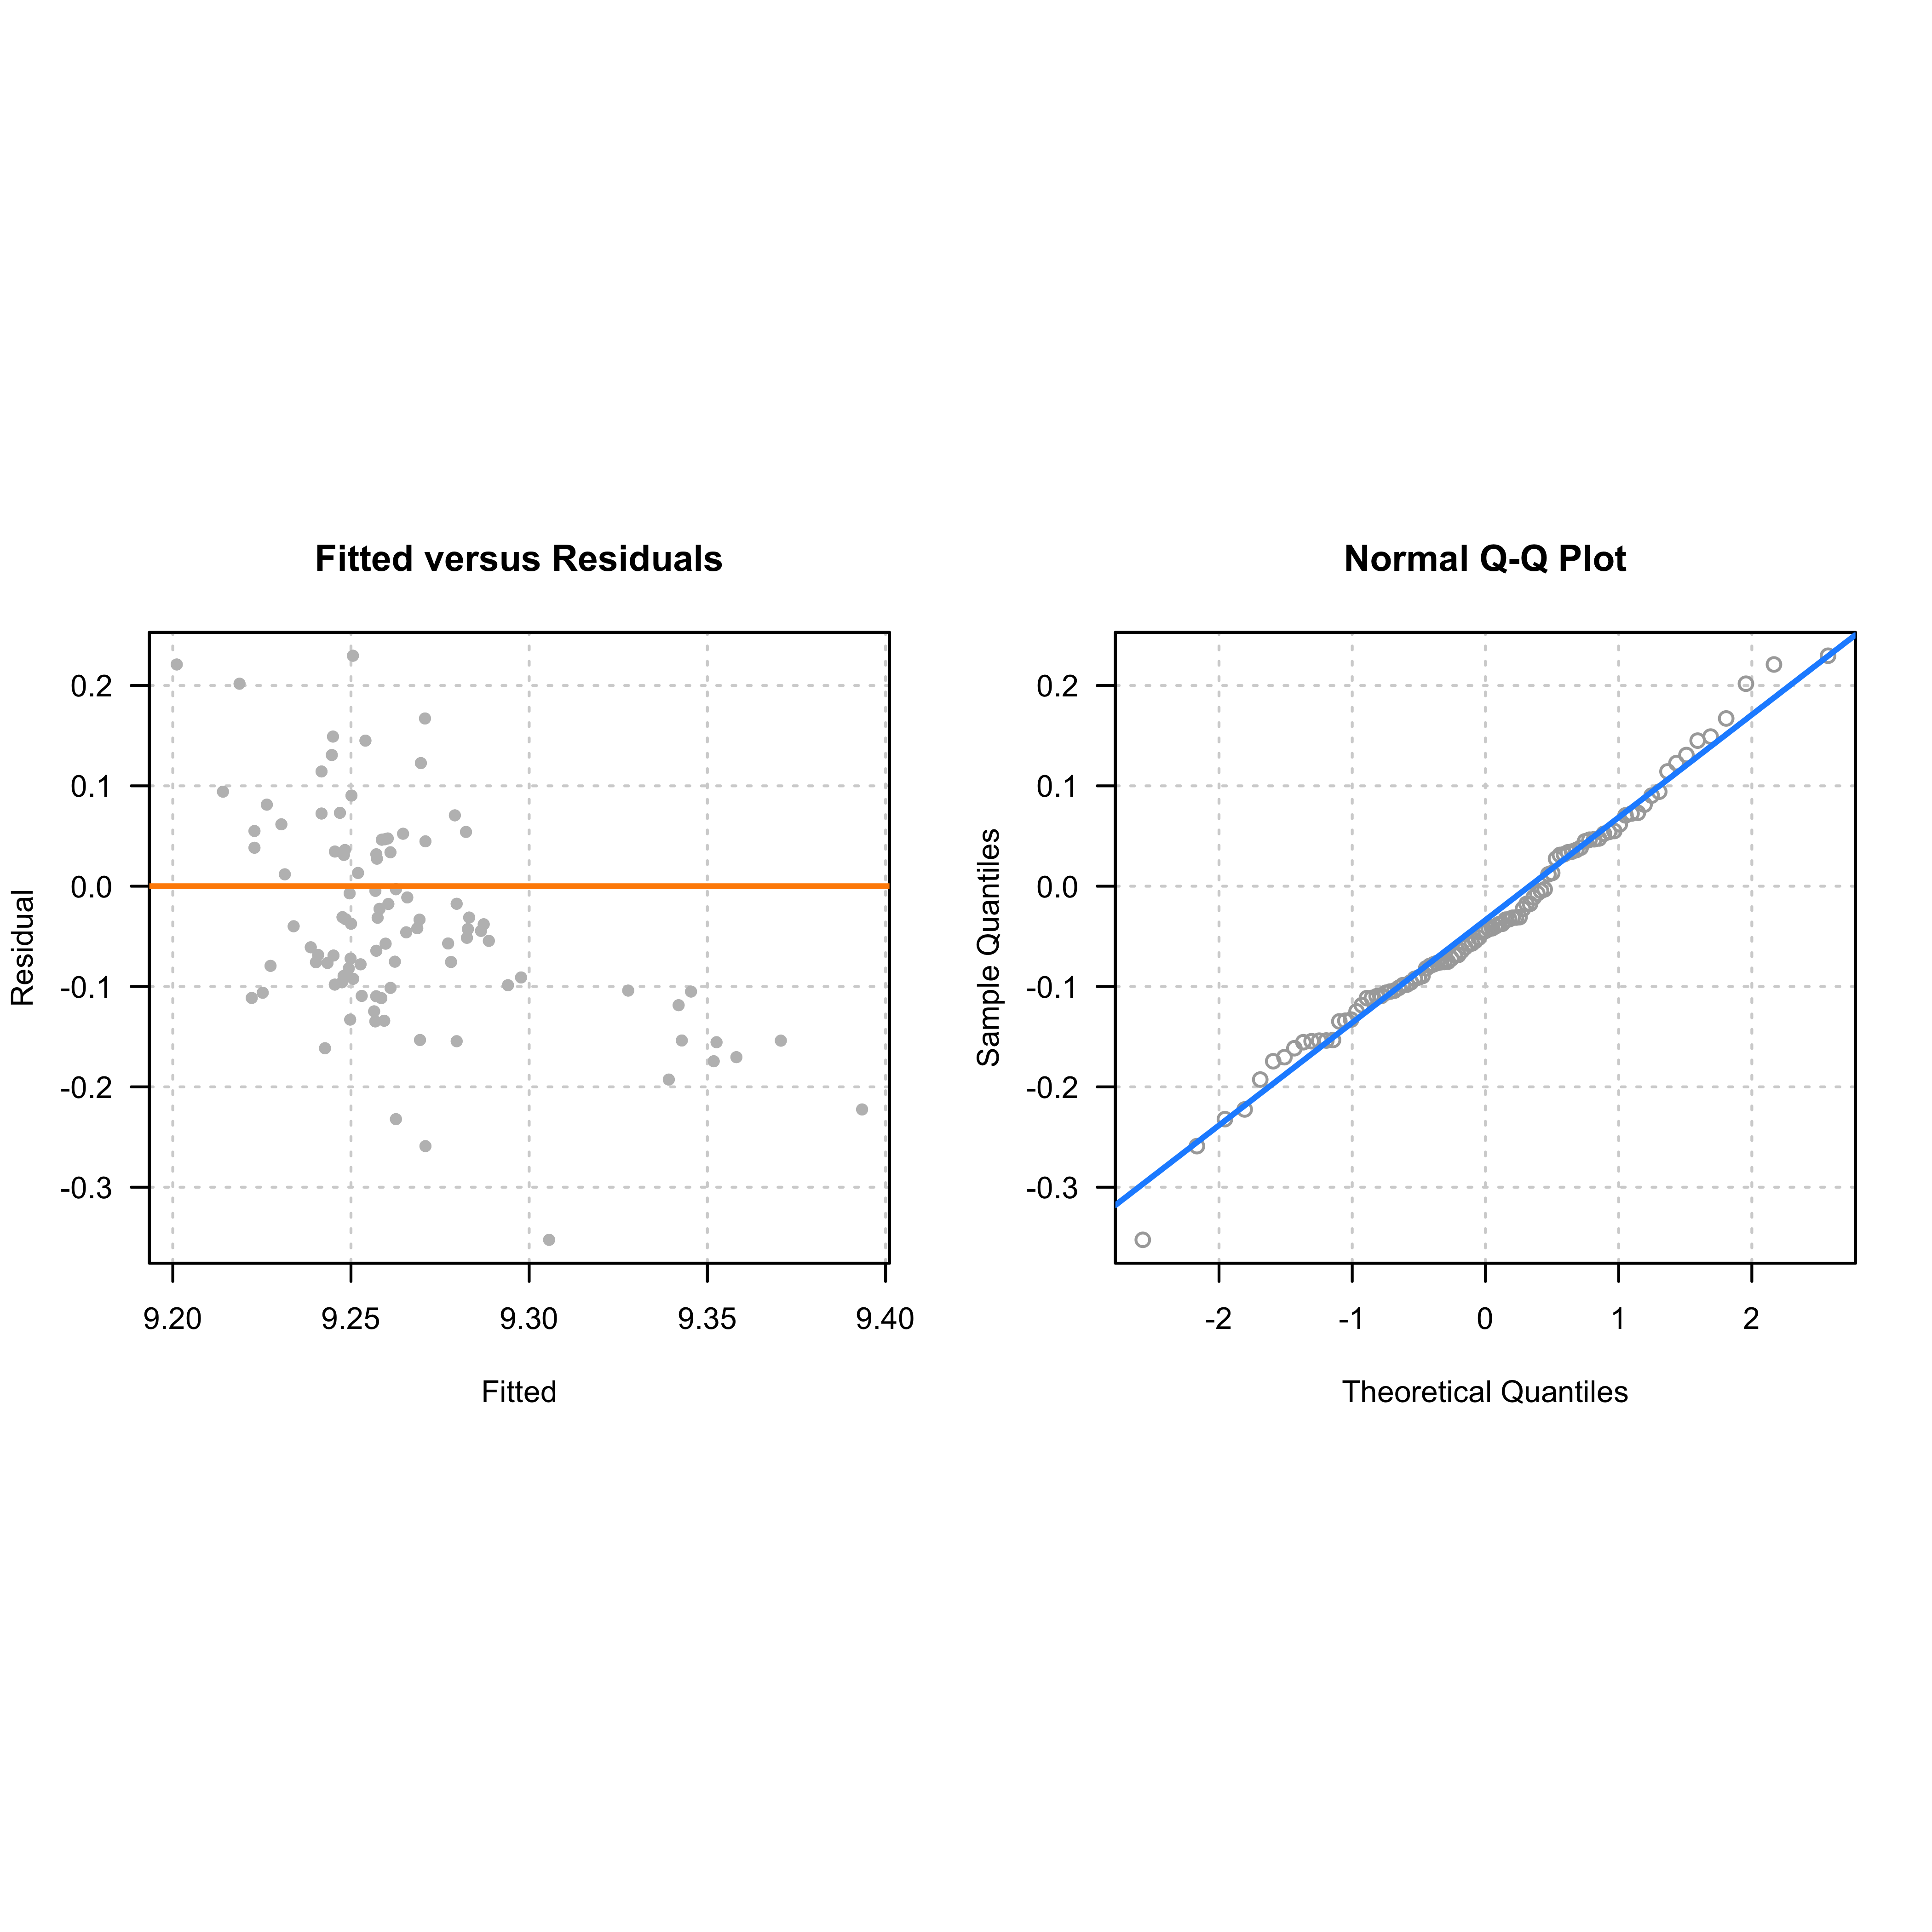 Fitted versus Residuals
Residual
0.2
0.1
0.0
-0.1
-0.2
-0.3
9.20 9.25 9.30 9.35 9.40
Fitted
Normal Q-Q Plot
Sample Quantiles
0.2
0.1
0.0
-0.1
-0.2
-0.3
-2 -1 0 1 2
Theoretical Quantiles